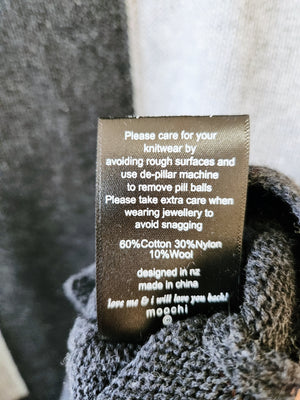 Please care for your
knitwear by
avoiding rough surfaces and
use de-pillar machine
to remove pill balls
Please take extra care when
wearing jewellery to
avoid snagging
60%Cotton 30%Nylon
10%Wool
designed in nz
made in china
love me & i will love you back!
moochi